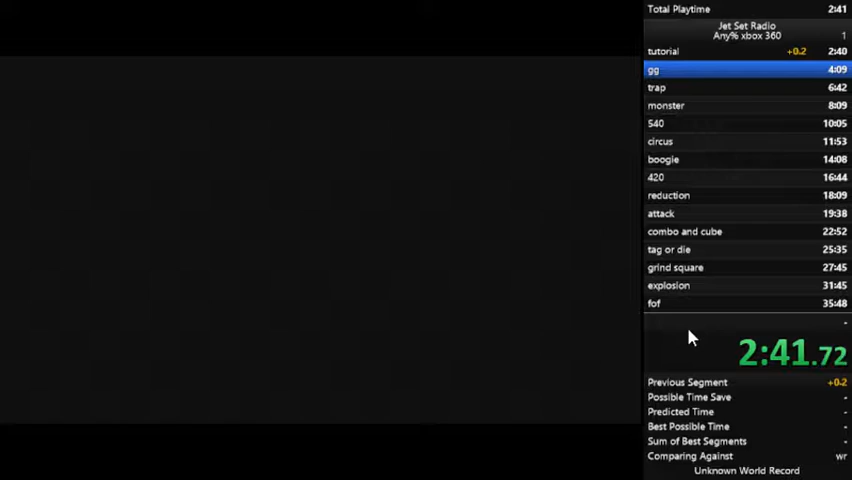 Total Playtime 2:41
Jet Set Radio
Any% xbox 360 1
tutorial +0.2 2:40
gg 4:09
trap 6:42
monster 8:09
540 10:05
circus 11:53
boogie 14:08
420 16:44
reduction 18:09
attack 19:38
combo and cube 22:52
tag or die 25:35
grind square 27:45
explosion 31:45
fof 35:48
-
2:41.72
Previous Segment +0.2
Possible Time Save -
Predicted Time -
Best Possible Time -
Sum of Best Segments -
Comparing Against wr
Unknown World Record